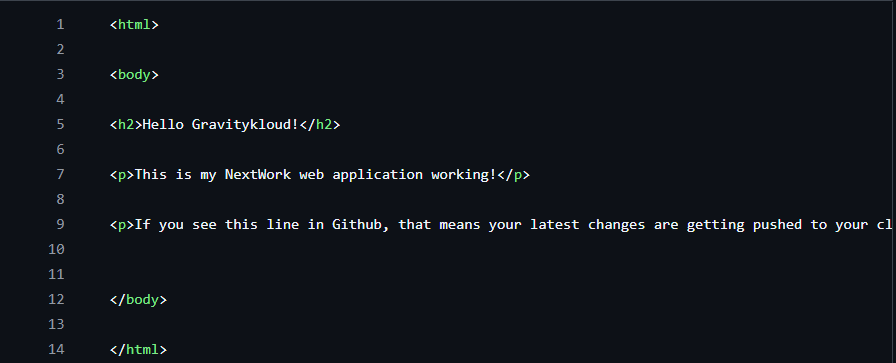 1 <html>
2
3 <body>
4
5 <h2>Hello Gravitykloud!</h2>
6
7 <p>This is my NextWork web application working!</p>
8
9 <p>If you see this line in Github, that means your latest changes are getting pushed to your cl
10
11
12 </body>
13
14 </html>